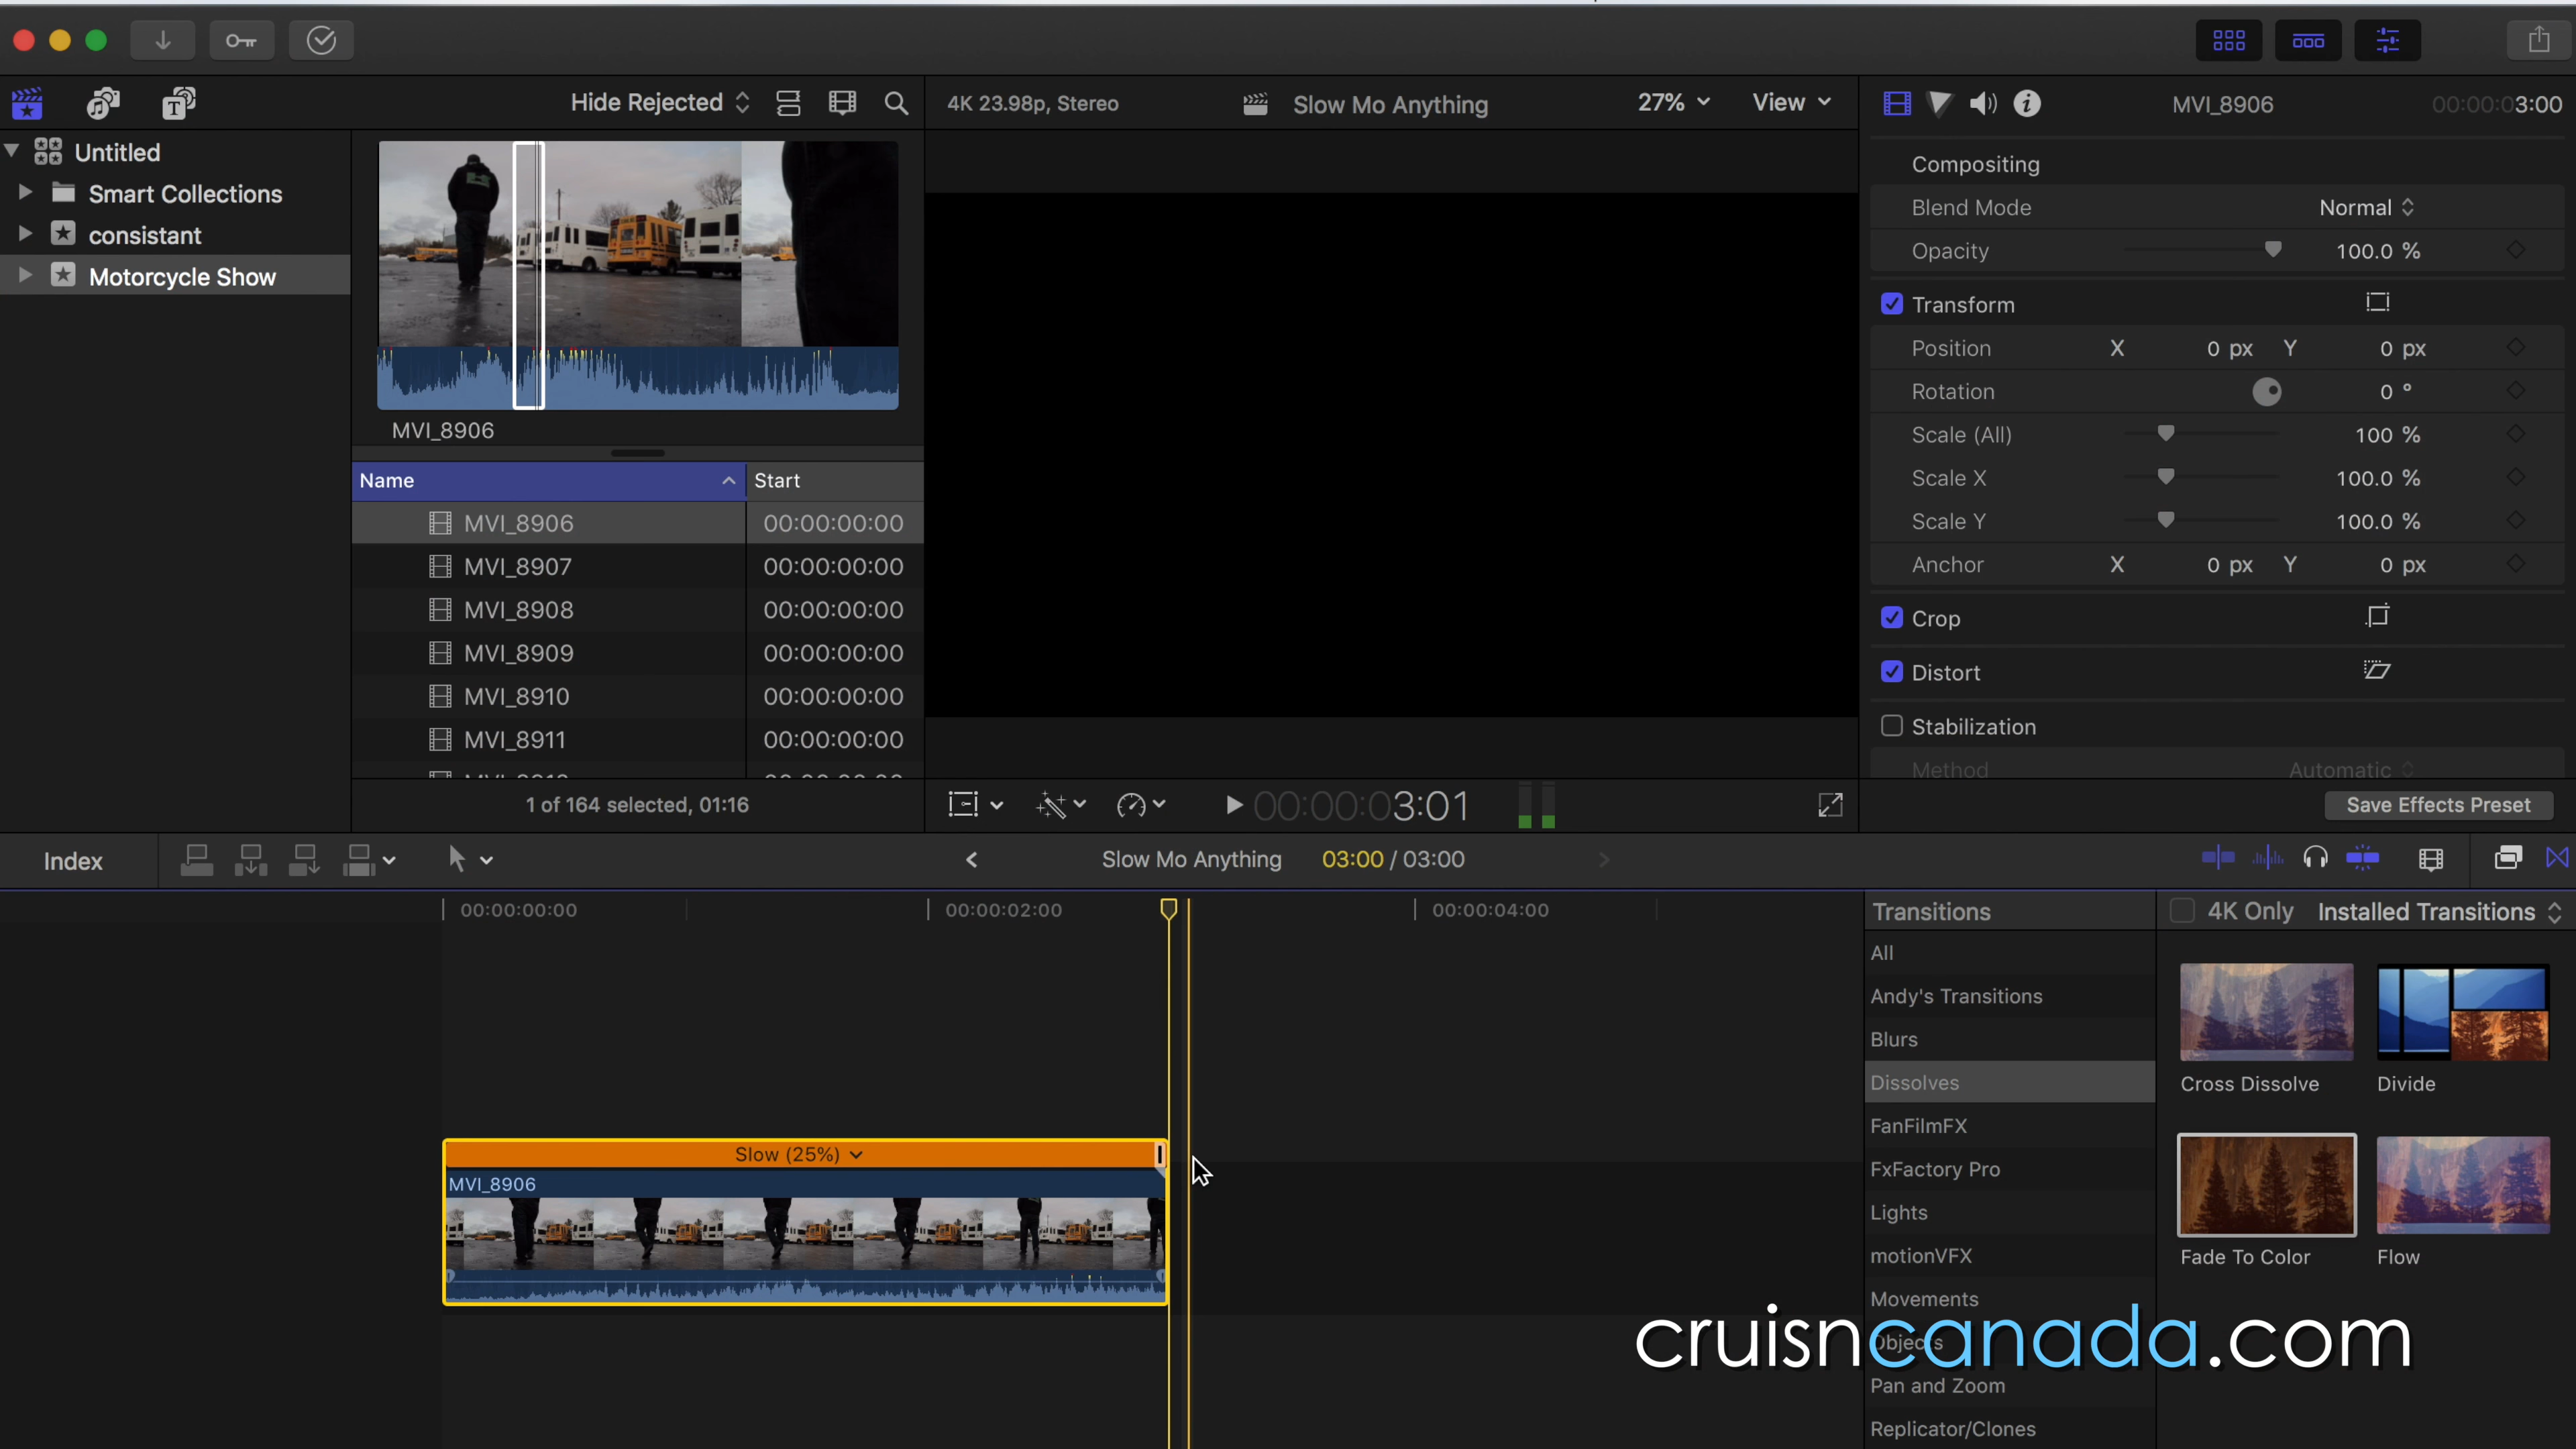 Hide Rejected
4K 23.98p, Stereo
Slow Mo Anything
27%
View
MVI_8906
00:00:03:00
Untitled
Smart Collections
consistant
Motorcycle Show
MVI_8906
Name
Start
MVI_8906 00:00:00:00
MVI_8907 00:00:00:00
MVI_8908 00:00:00:00
MVI_8909 00:00:00:00
MVI_8910 00:00:00:00
MVI_8911 00:00:00:00
1 of 164 selected, 01:16
00:00:03:01
Compositing
Blend Mode Normal
Opacity 100.0 %
Transform
Position X 0 px Y 0 px
Rotation 0 °
Scale (All) 100 %
Scale X 100.0 %
Scale Y 100.0 %
Anchor X 0 px Y 0 px
Crop
Distort
Stabilization
Method Automatic
Save Effects Preset
Index
Slow Mo Anything
03:00 / 03:00
00:00:00:00
00:00:02:00
00:00:04:00
Slow (25%)
MVI_8906
Transitions
4K Only
Installed Transitions
All
Andy's Transitions
Blurs
Dissolves
FanFilmFX
FxFactory Pro
Lights
motionVFX
Movements
Objects
Pan and Zoom
Replicator/Clones
Cross Dissolve
Divide
Fade To Color
Flow
cruisncanada.com